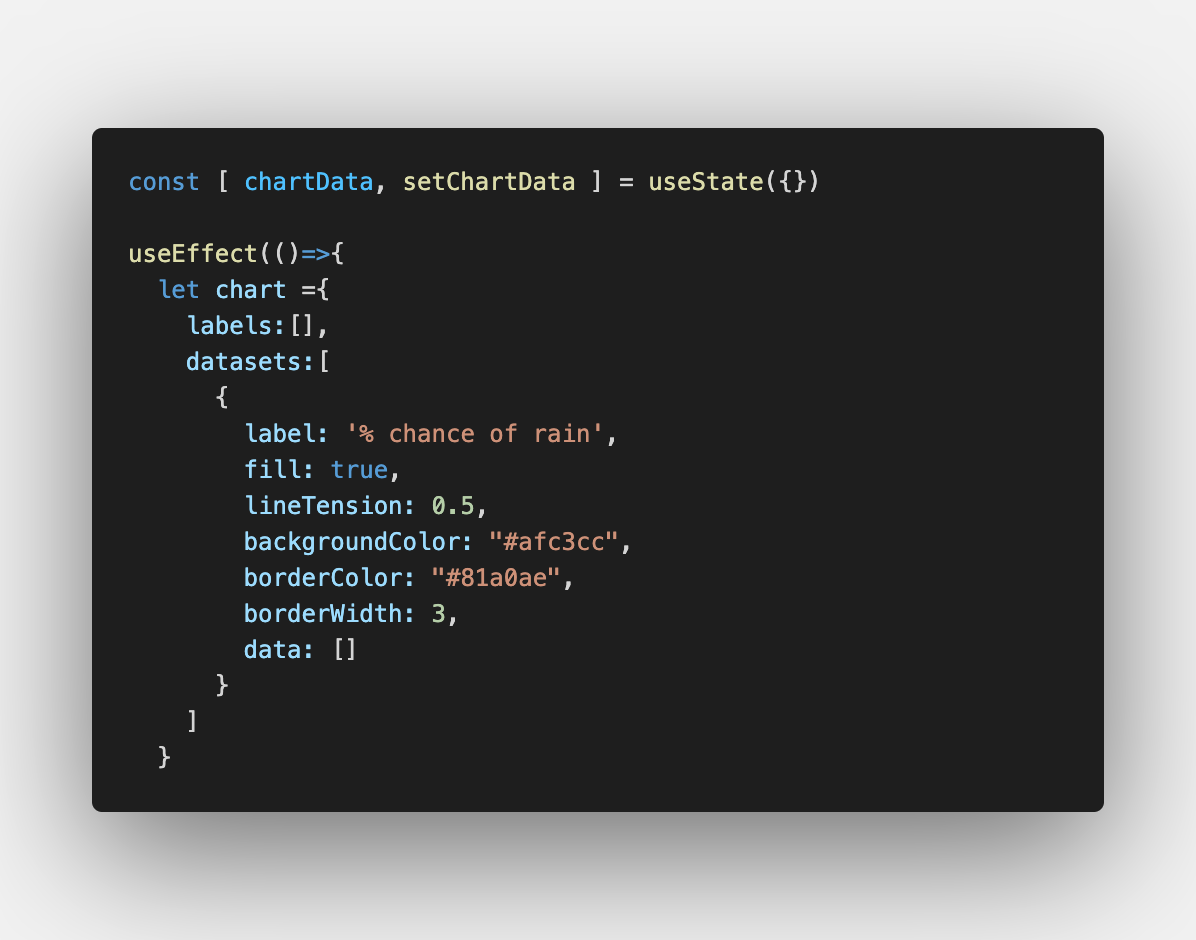 const [ chartData, setChartData ] = useState({})
useEffect(()=>{
let chart ={
labels:[],
datasets:[
{
label: '% chance of rain',
fill: true,
lineTension: 0.5,
backgroundColor: "#afc3cc",
borderColor: "#81a0ae",
borderWidth: 3,
data: []
}
]
}